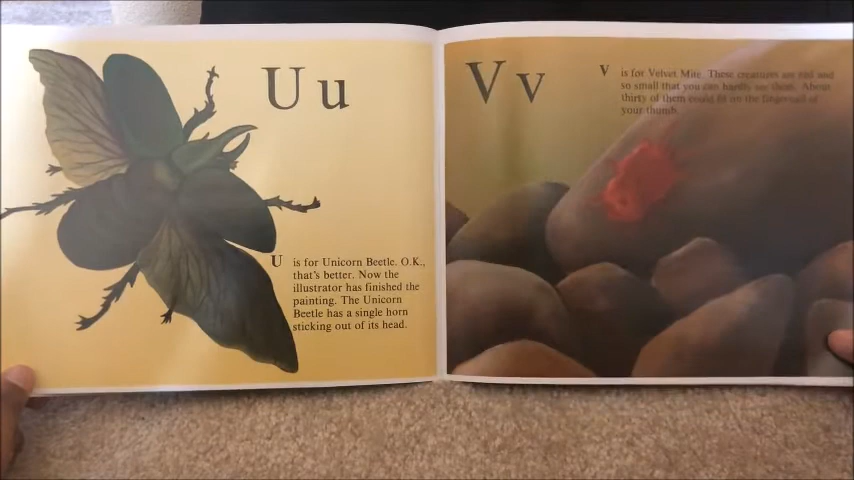 U u
U is for Unicorn Beetle. O.K.,
that's better. Now the
illustrator has finished the
painting. The Unicorn
Beetle has a single horn
sticking out of its head.
V v
V is for Velvet Mite. These creatures are red and
so small that you can hardly see them. About
thirty of them could fit on the fingernail of
your thumb.